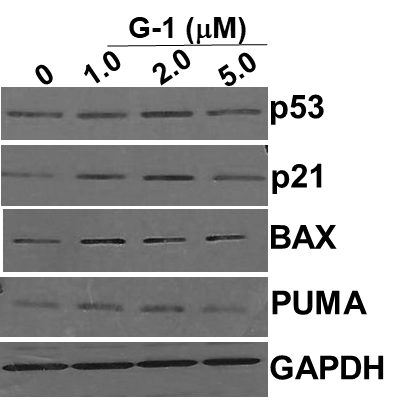 G-1 (μM)
0 1.0 2.0 5.0
p53
p21
BAX
PUMA
GAPDH